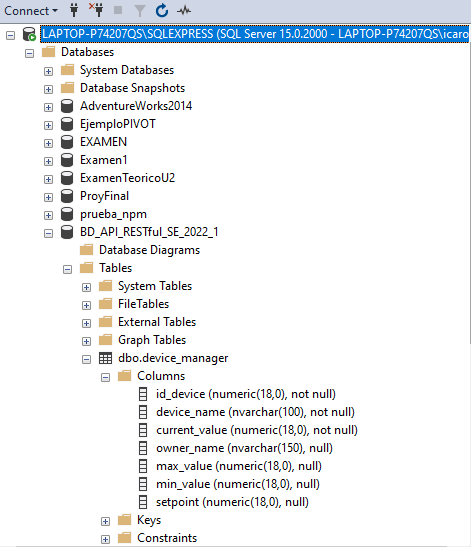 Connect
LAPTOP-P74207QS\SQLEXPRESS (SQL Server 15.0.2000 - LAPTOP-P74207QS\icaro
Databases
System Databases
Database Snapshots
AdventureWorks2014
EjemploPIVOT
EXAMEN
Examen1
ExamenTeoricoU2
ProyFinal
prueba_npm
BD_API_RESTful_SE_2022_1
Database Diagrams
Tables
System Tables
FileTables
External Tables
Graph Tables
dbo.device_manager
Columns
id_device (numeric(18,0), not null)
device_name (nvarchar(100), not null)
current_value (numeric(18,0), not null)
owner_name (nvarchar(150), null)
max_value (numeric(18,0), null)
min_value (numeric(18,0), null)
setpoint (numeric(18,0), null)
Keys
Constraints